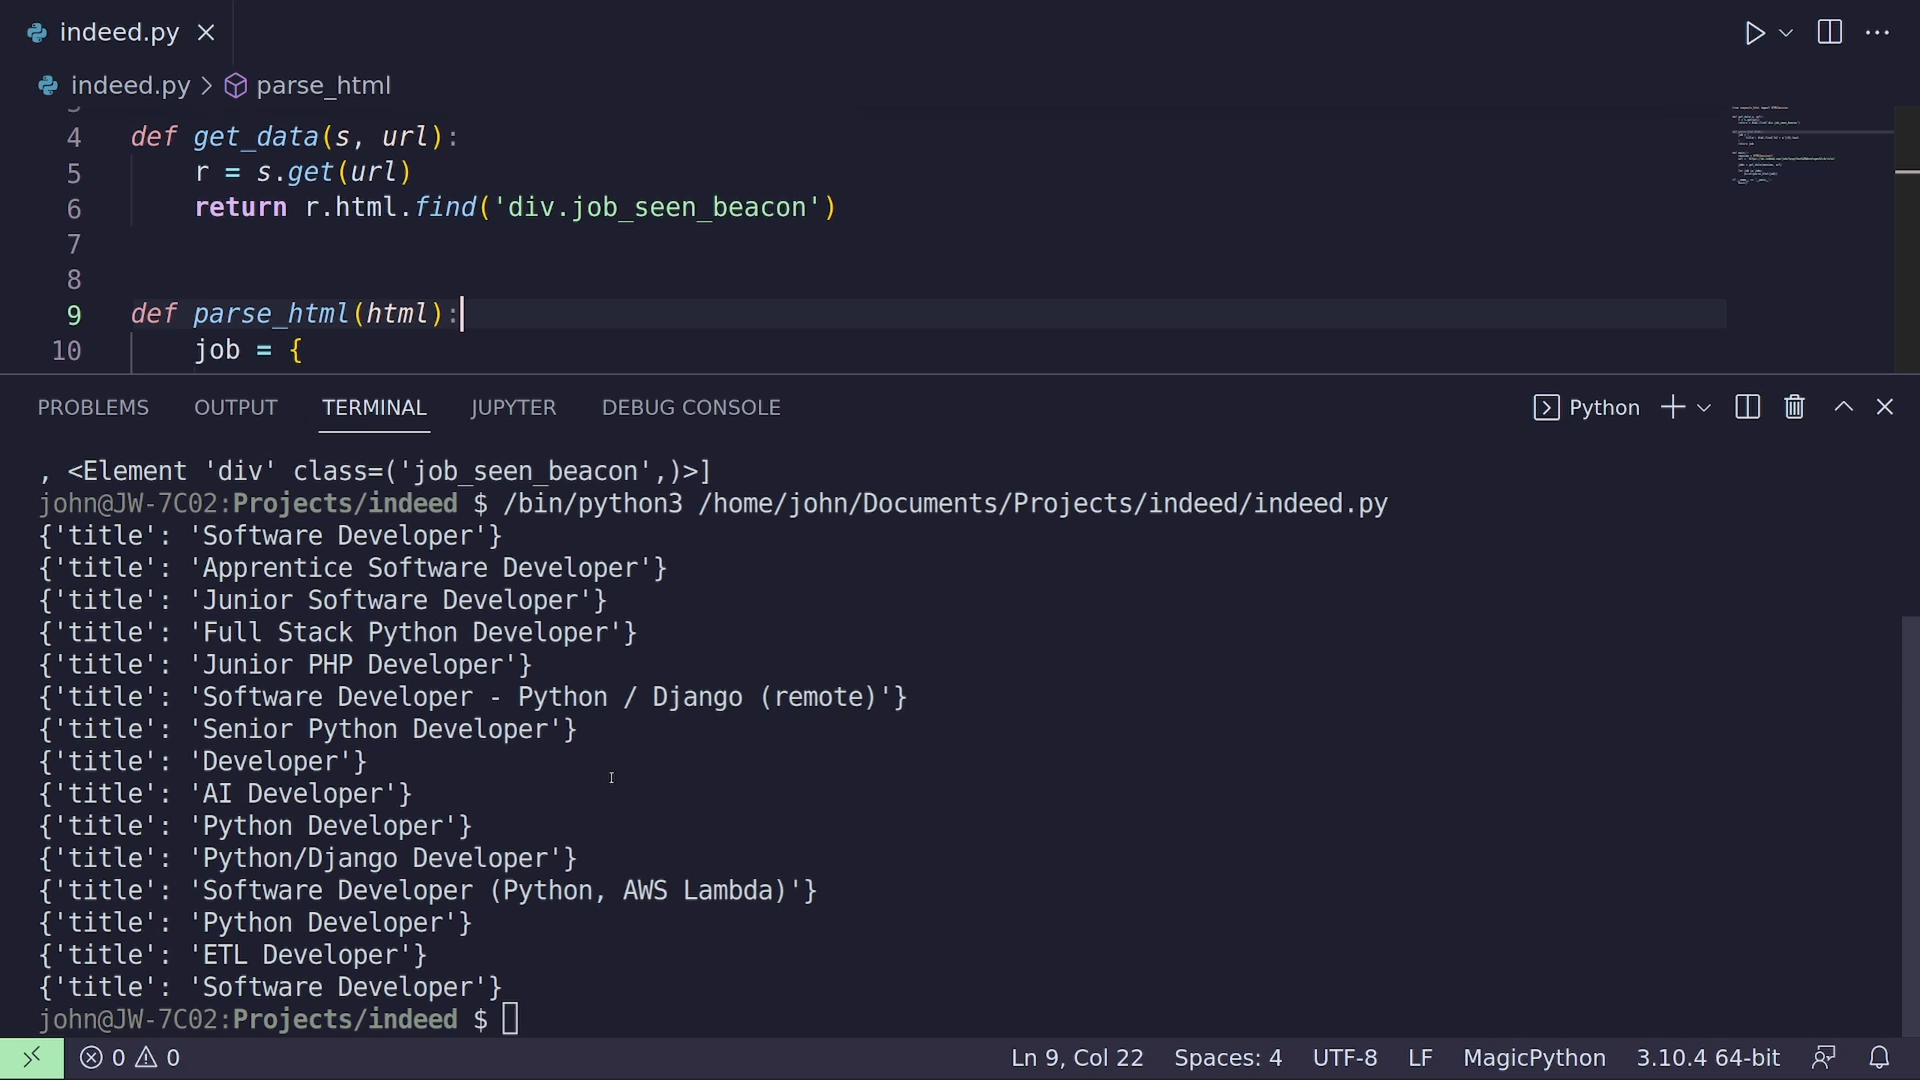 indeed.py
indeed.py > parse_html
4 def get_data(s, url):
5 r = s.get(url)
6 return r.html.find('div.job_seen_beacon')
7
8
9 def parse_html(html):
10 job = {
PROBLEMS OUTPUT TERMINAL JUPYTER DEBUG CONSOLE Python
, <Element 'div' class=('job_seen_beacon',)>]
john@JW-7C02:Projects/indeed $ /bin/python3 /home/john/Documents/Projects/indeed/indeed.py
{'title': 'Software Developer'}
{'title': 'Apprentice Software Developer'}
{'title': 'Junior Software Developer'}
{'title': 'Full Stack Python Developer'}
{'title': 'Junior PHP Developer'}
{'title': 'Software Developer - Python / Django (remote)'}
{'title': 'Senior Python Developer'}
{'title': 'Developer'}
{'title': 'AI Developer'}
{'title': 'Python Developer'}
{'title': 'Python/Django Developer'}
{'title': 'Software Developer (Python, AWS Lambda)'}
{'title': 'Python Developer'}
{'title': 'ETL Developer'}
{'title': 'Software Developer'}
john@JW-7C02:Projects/indeed $
0 0 Ln 9, Col 22 Spaces: 4 UTF-8 LF MagicPython 3.10.4 64-bit